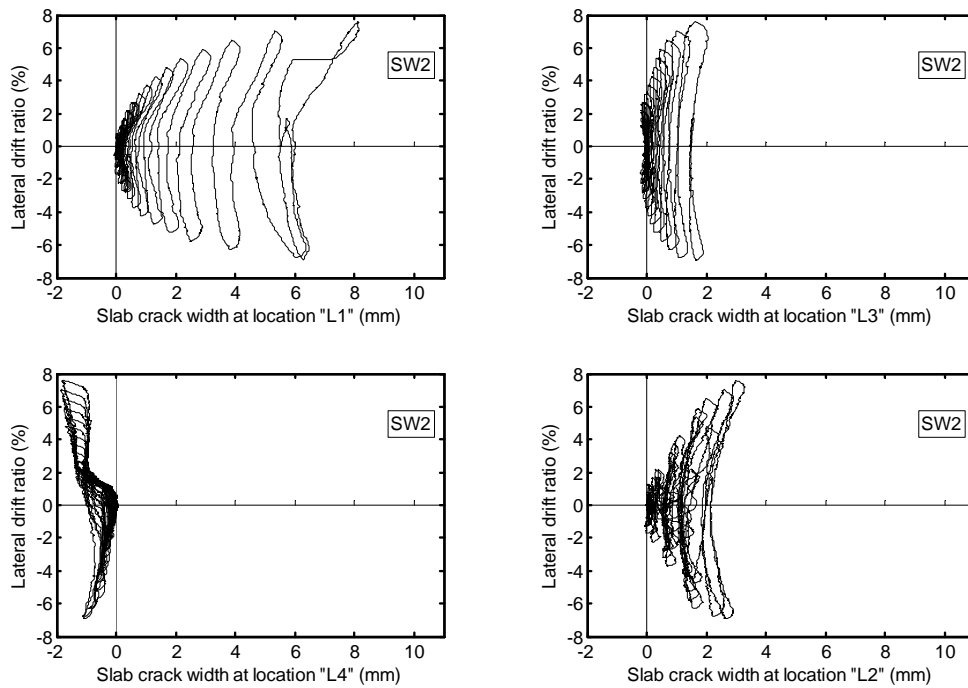 8
6
4
2
0
-2
-4
-6
-8
Lateral drift ratio (%)
SW2
-2 0 2 4 6 8 10
Slab crack width at location "L1" (mm)
8
6
4
2
0
-2
-4
-6
-8
Lateral drift ratio (%)
SW2
-2 0 2 4 6 8 10
Slab crack width at location "L3" (mm)
8
6
4
2
0
-2
-4
-6
-8
Lateral drift ratio (%)
SW2
-2 0 2 4 6 8 10
Slab crack width at location "L4" (mm)
8
6
4
2
0
-2
-4
-6
-8
Lateral drift ratio (%)
SW2
-2 0 2 4 6 8 10
Slab crack width at location "L2" (mm)